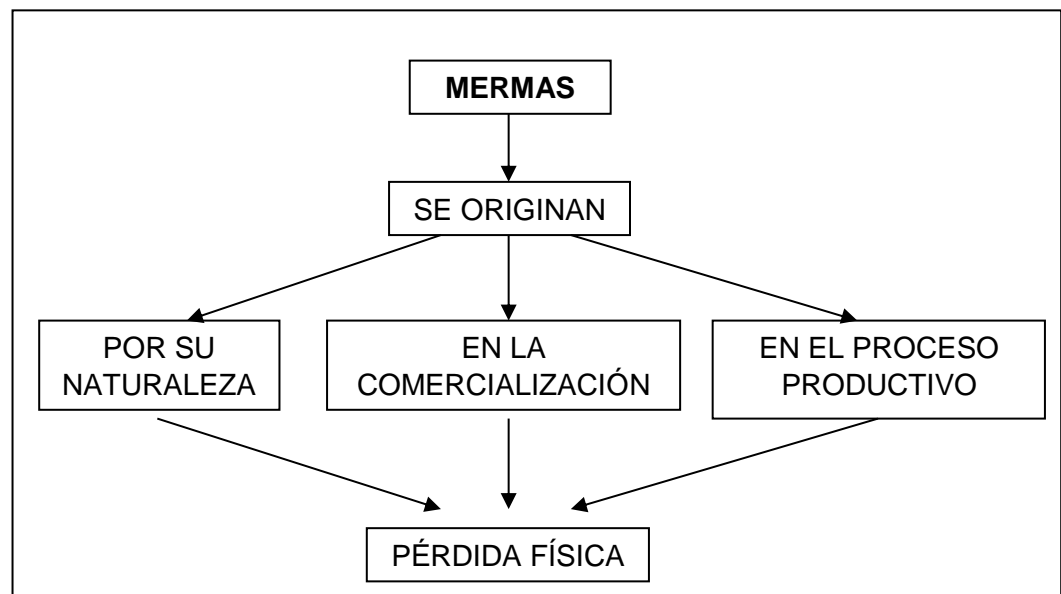 MERMAS
SE ORIGINAN
POR SU
NATURALEZA
EN LA
COMERCIALIZACIÓN
EN EL PROCESO
PRODUCTIVO
PÉRDIDA FÍSICA